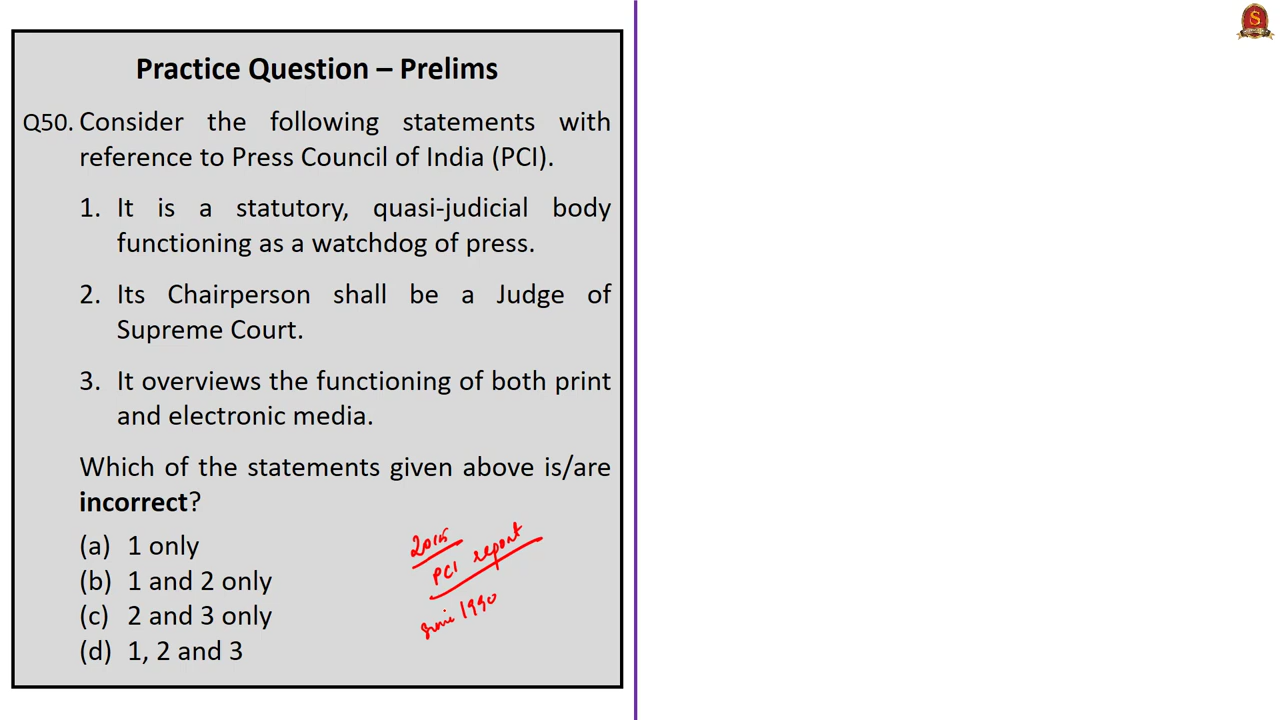 Practice Question – Prelims
Q50. Consider the following statements with
reference to Press Council of India (PCI).
1. It is a statutory, quasi-judicial body
functioning as a watchdog of press.
2. Its Chairperson shall be a Judge of
Supreme Court.
3. It overviews the functioning of both print
and electronic media.
Which of the statements given above is/are
incorrect?
(a) 1 only
(b) 1 and 2 only
(c) 2 and 3 only
(d) 1, 2 and 3
2015
PCI report
1990
S